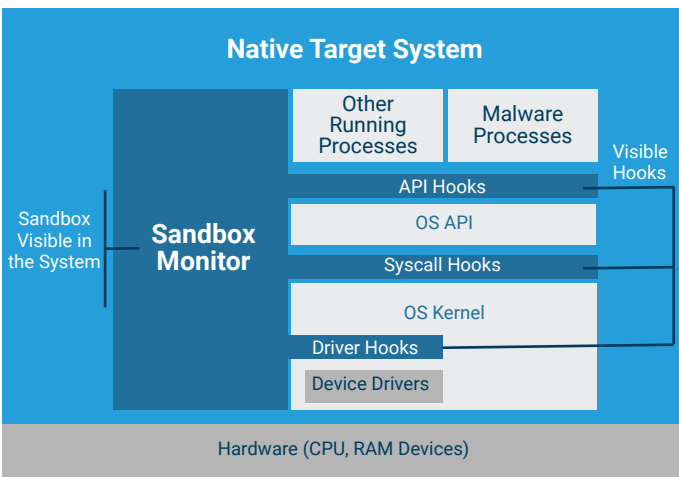 Native Target System
Other
Running
Processes
Malware
Processes
Visible
Hooks
API Hooks
Sandbox
Visible in
the System
Sandbox
Monitor
OS API
Syscall Hooks
OS Kernel
Driver Hooks
Device Drivers
Hardware (CPU, RAM Devices)